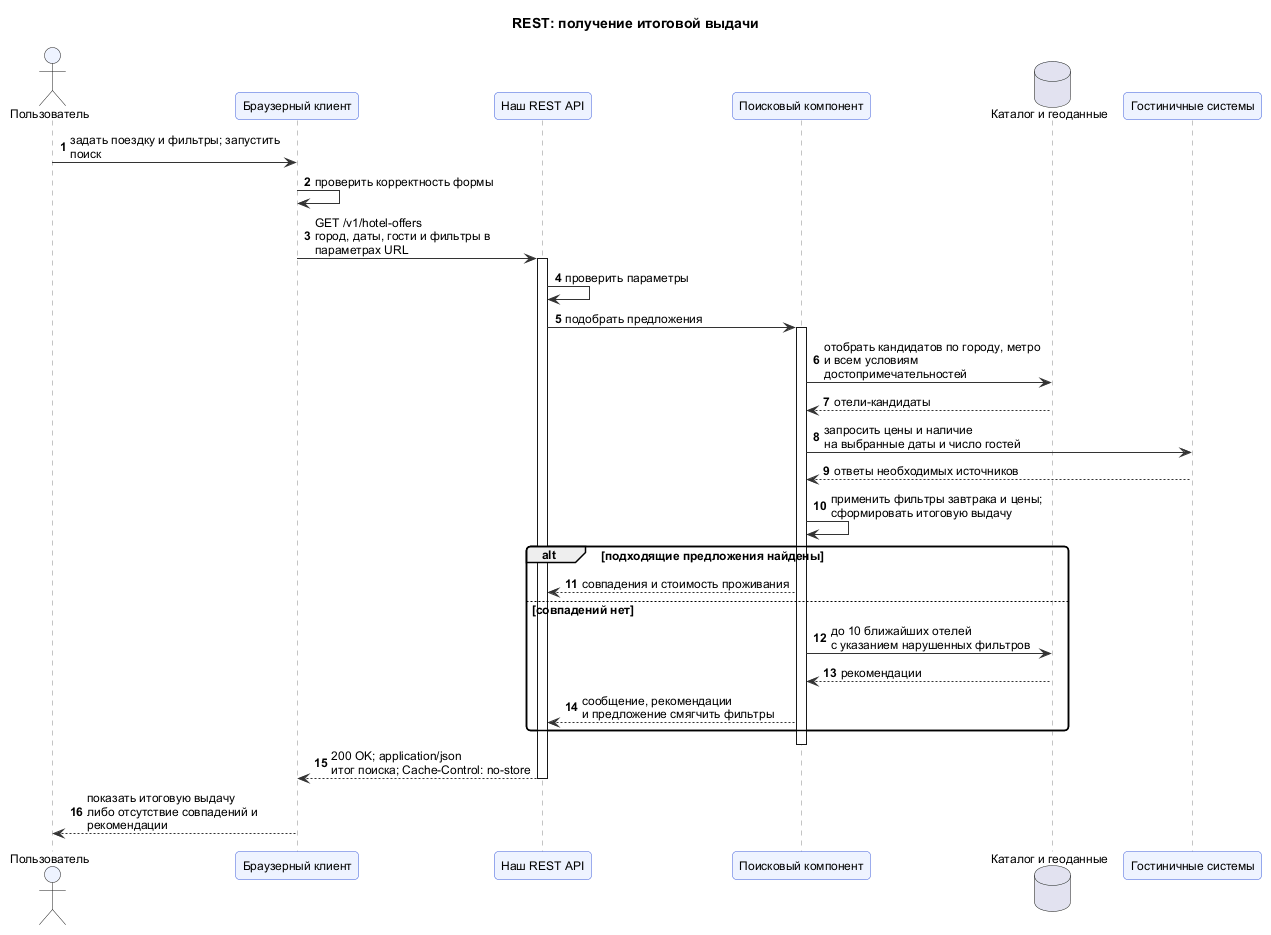 REST: получение итоговой выдачи
Пользователь
Браузерный клиент
Наш REST API
Поисковый компонент
Каталог и геоданные
Гостиничные системы
1 задать поездку и фильтры; запустить
поиск
2 проверить корректность формы
GET /v1/hotel-offers
3 город, даты, гости и фильтры в
параметрах URL
4 проверить параметры
5 подобрать предложения
отобрать кандидатов по городу, метро
6 и всем условиям
достопримечательностей
7 отели-кандидаты
8 запросить цены и наличие
на выбранные даты и число гостей
9 ответы необходимых источников
10 применить фильтры завтрака и цены;
сформировать итоговую выдачу
alt [подходящие предложения найдены]
11 совпадения и стоимость проживания
[совпадений нет]
12 до 10 ближайших отелей
с указанием нарушенных фильтров
13 рекомендации
14 сообщение, рекомендации
и предложение смягчить фильтры
15 200 OK; application/json
итог поиска; Cache-Control: no-store
показать итоговую выдачу
16 либо отсутствие совпадений и
рекомендации
Пользователь
Браузерный клиент
Наш REST API
Поисковый компонент
Каталог и геоданные
Гостиничные системы